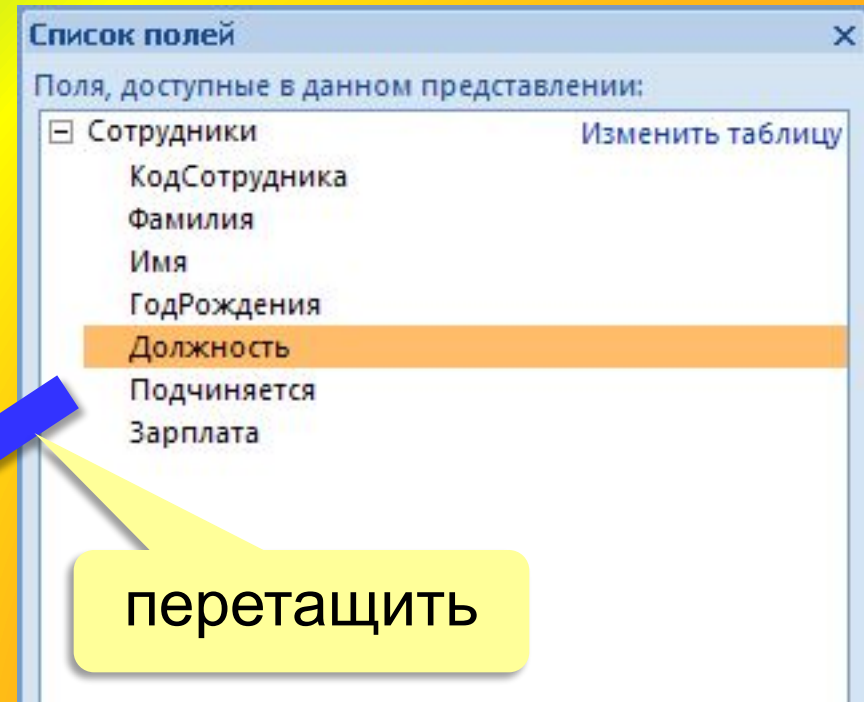 Список полей
Поля, доступные в данном представлении:
Сотрудники Изменить таблицу
КодСотрудника
Фамилия
Имя
ГодРождения
Должность
Подчиняется
Зарплата
перетащить